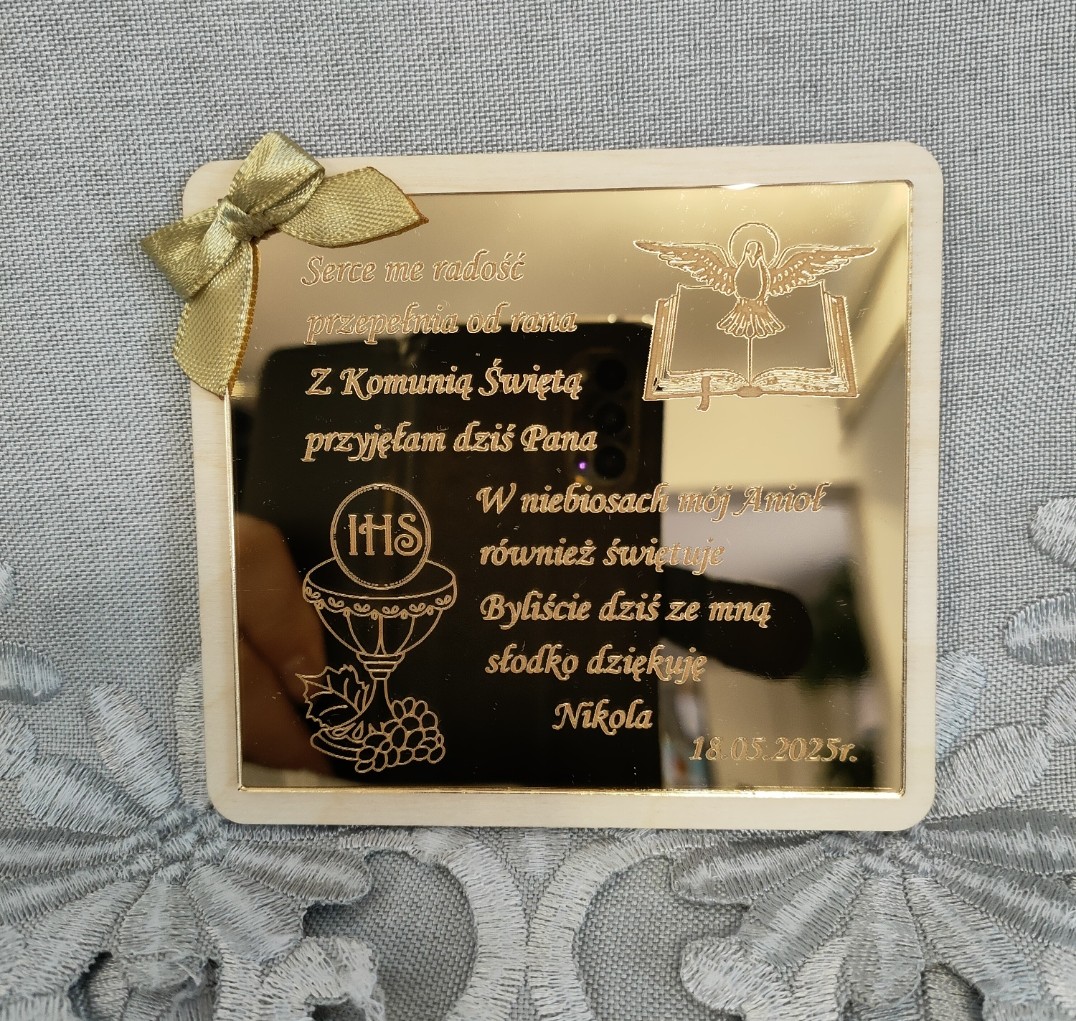 Serce me radość
przepełnia od rana
Z Komunią Świętą
przyjęłam dziś Pana
W niebiosach mój Anioł
również świętuje
Byliście dziś ze mną
słodko dziękuję
Nikola
18.05.2025r.
IHS